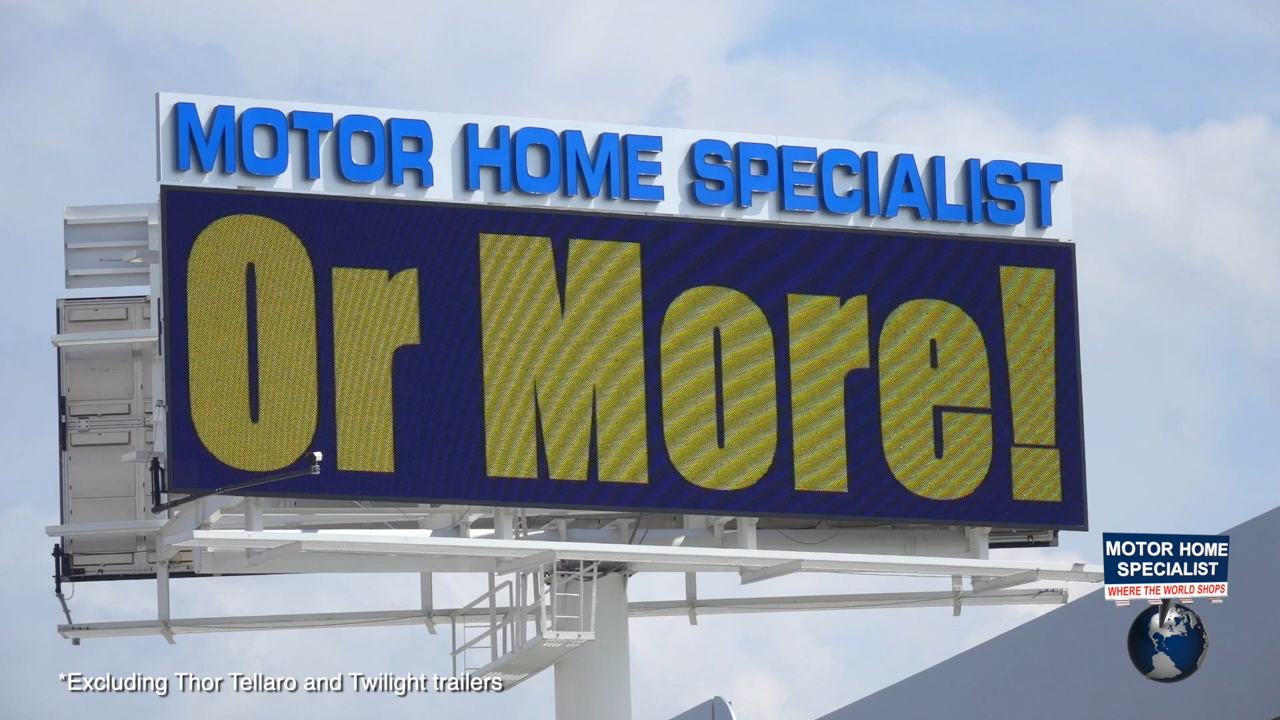 MOTOR HOME SPECIALIST
Or More!
MOTOR HOME
SPECIALIST
WHERE THE WORLD SHOPS
*Excluding Thor Tellaro and Twilight trailers